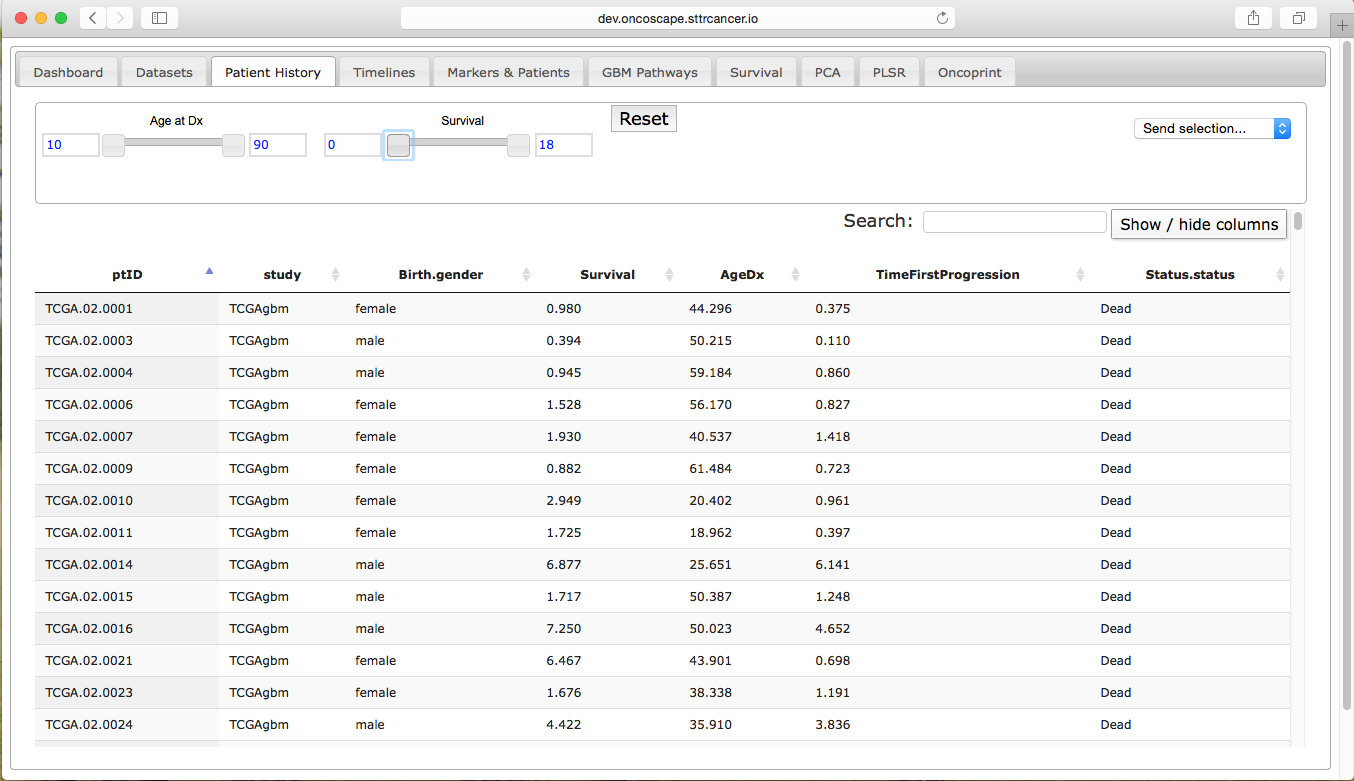 dev.oncoscape.sttrcancer.io
Dashboard Datasets Patient History Timelines Markers & Patients GBM Pathways Survival PCA PLSR Oncoprint
Age at Dx Survival Reset
10 90 0 18 Send selection...
Search: Show / hide columns
ptID study Birth.gender Survival AgeDx TimeFirstProgression Status.status
TCGA.02.0001 TCGAgbm female 0.980 44.296 0.375 Dead
TCGA.02.0003 TCGAgbm male 0.394 50.215 0.110 Dead
TCGA.02.0004 TCGAgbm male 0.945 59.184 0.860 Dead
TCGA.02.0006 TCGAgbm female 1.528 56.170 0.827 Dead
TCGA.02.0007 TCGAgbm female 1.930 40.537 1.418 Dead
TCGA.02.0009 TCGAgbm female 0.882 61.484 0.723 Dead
TCGA.02.0010 TCGAgbm female 2.949 20.402 0.961 Dead
TCGA.02.0011 TCGAgbm female 1.725 18.962 0.397 Dead
TCGA.02.0014 TCGAgbm male 6.877 25.651 6.141 Dead
TCGA.02.0015 TCGAgbm male 1.717 50.387 1.248 Dead
TCGA.02.0016 TCGAgbm male 7.250 50.023 4.652 Dead
TCGA.02.0021 TCGAgbm female 6.467 43.901 0.698 Dead
TCGA.02.0023 TCGAgbm female 1.676 38.338 1.191 Dead
TCGA.02.0024 TCGAgbm male 4.422 35.910 3.836 Dead